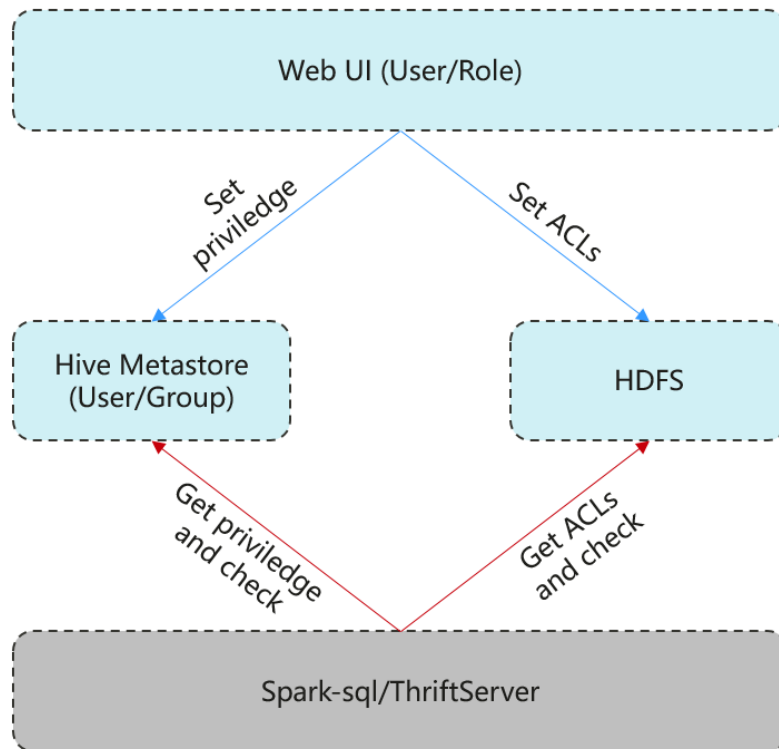 Web UI (User/Role)
Set
priviledge
Set ACLs
Hive Metastore
(User/Group)
HDFS
Get priviledge
and check
Get ACLs
and check
Spark-sql/ThriftServer